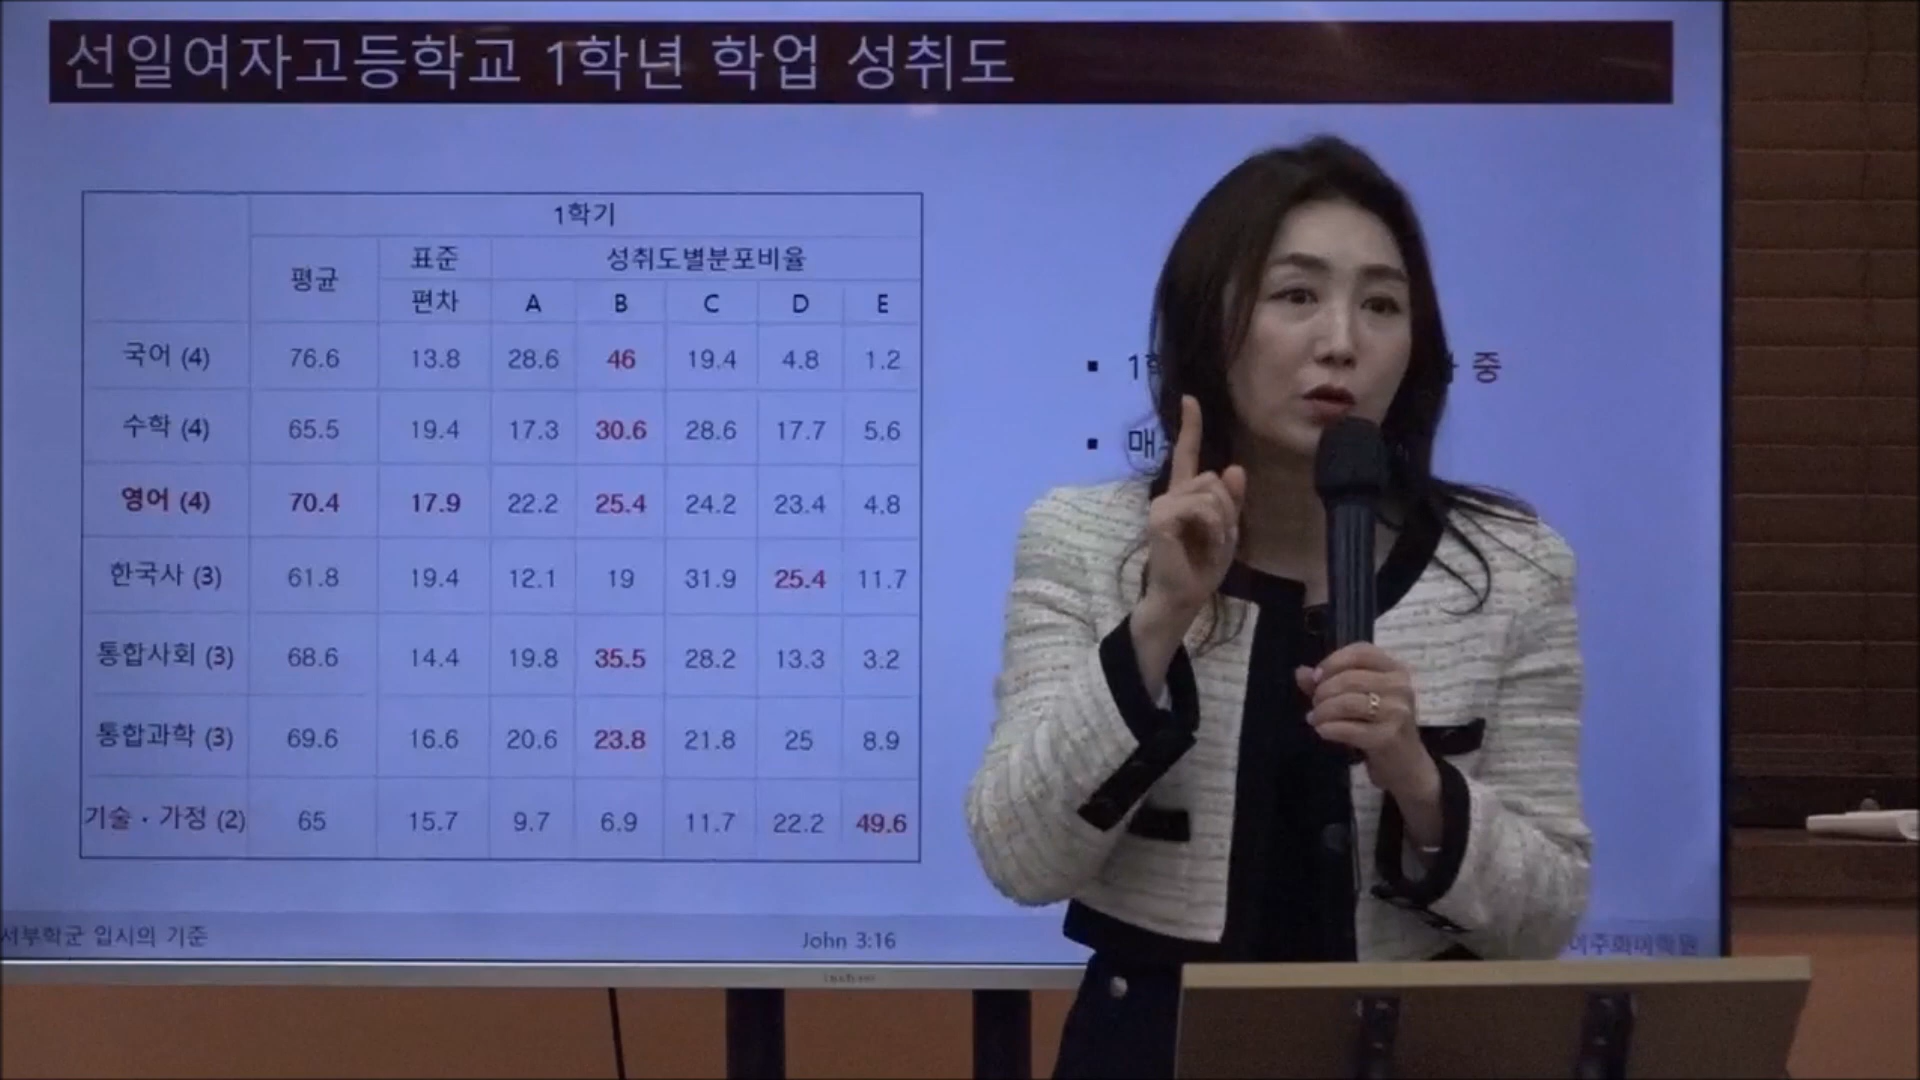 선일여자고등학교 1학년 학업 성취도
1학기
평균 표준 편차 성취도별분포비율
A B C D E
국어 (4) 76.6 13.8 28.6 46 19.4 4.8 1.2
수학 (4) 65.5 19.4 17.3 30.6 28.6 17.7 5.6
영어 (4) 70.4 17.9 22.2 25.4 24.2 23.4 4.8
한국사 (3) 61.8 19.4 12.1 19 31.9 25.4 11.7
통합사회 (3) 68.6 14.4 19.8 35.5 28.2 13.3 3.2
통합과학 (3) 69.6 16.6 20.6 23.8 21.8 25 8.9
기술・가정 (2) 65 15.7 9.7 6.9 11.7 22.2 49.6
▪ 1학 중
▪ 매
서부학군 입시의 기준 John 3:16